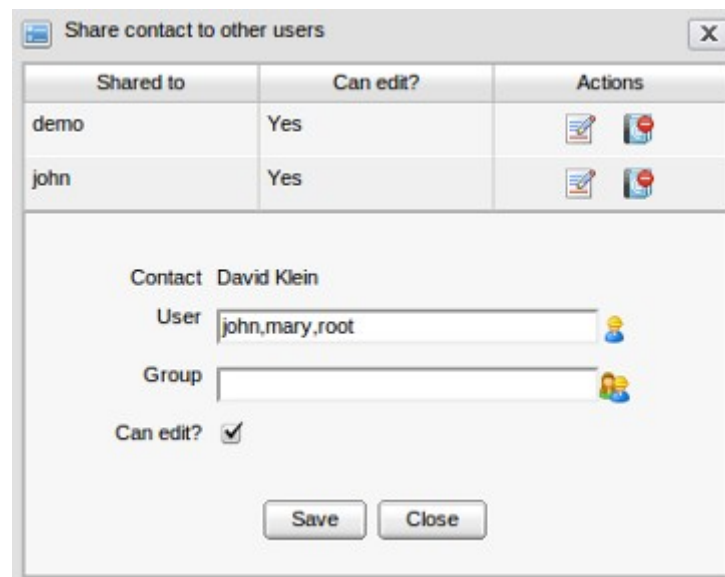 Share contact to other users
X
Shared to Can edit? Actions
demo Yes
john Yes
Contact David Klein
User john,mary,root
Group
Can edit?
Save Close